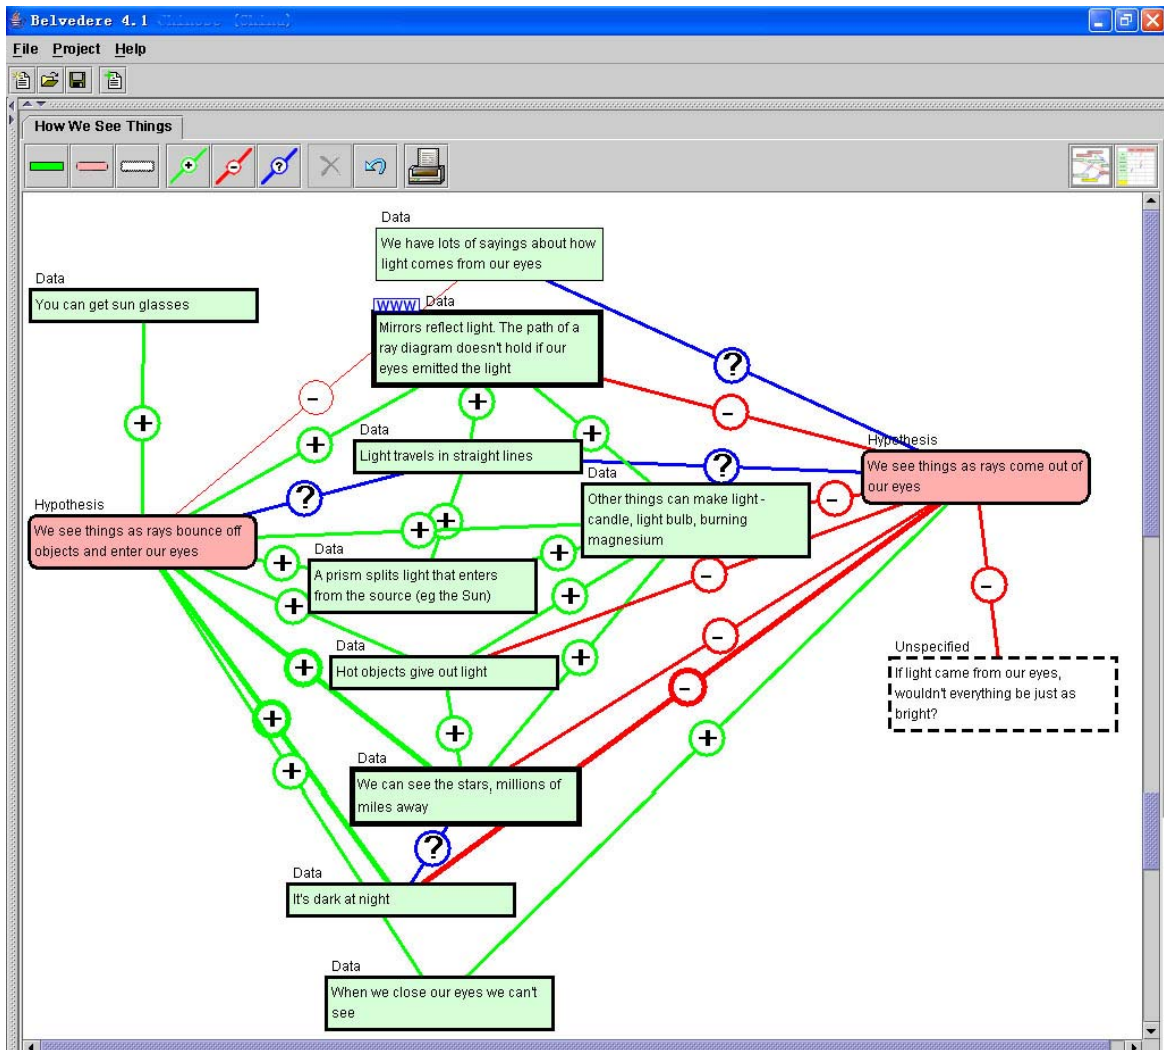 Belvedere 4.1 Chinese (China)
File Project Help
How We See Things
Data
We have lots of sayings about how
light comes from our eyes
Data
You can get sun glasses
WWW Data
Mirrors reflect light. The path of a
ray diagram doesn't hold if our
eyes emitted the light
Data
Light travels in straight lines
Hypothesis
We see things as rays come out of
our eyes
Data
Other things can make light -
candle, light bulb, burning
magnesium
Hypothesis
We see things as rays bounce off
objects and enter our eyes
Data
A prism splits light that enters
from the source (eg the Sun)
Data
Hot objects give out light
Unspecified
If light came from our eyes,
wouldn't everything be just as
bright?
Data
We can see the stars, millions of
miles away
Data
It's dark at night
Data
When we close our eyes we can't
see